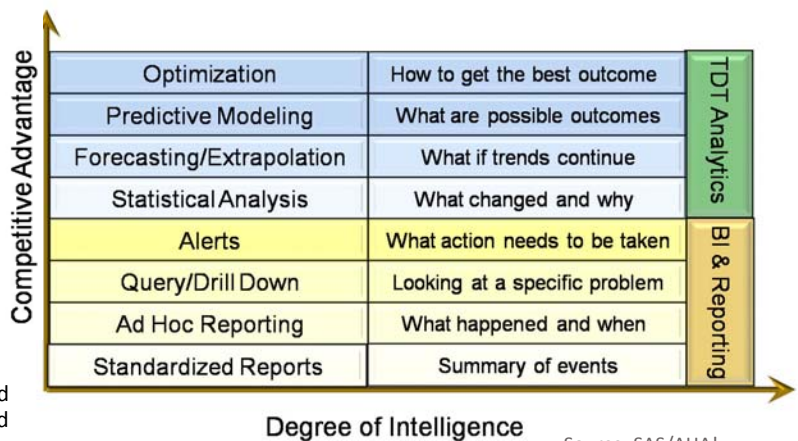 Competitive Advantage
Optimization How to get the best outcome
Predictive Modeling What are possible outcomes
Forecasting/Extrapolation What if trends continue
Statistical Analysis What changed and why
TDT Analytics
Alerts What action needs to be taken
Query/Drill Down Looking at a specific problem
Ad Hoc Reporting What happened and when
Standardized Reports Summary of events
BI & Reporting
Degree of Intelligence